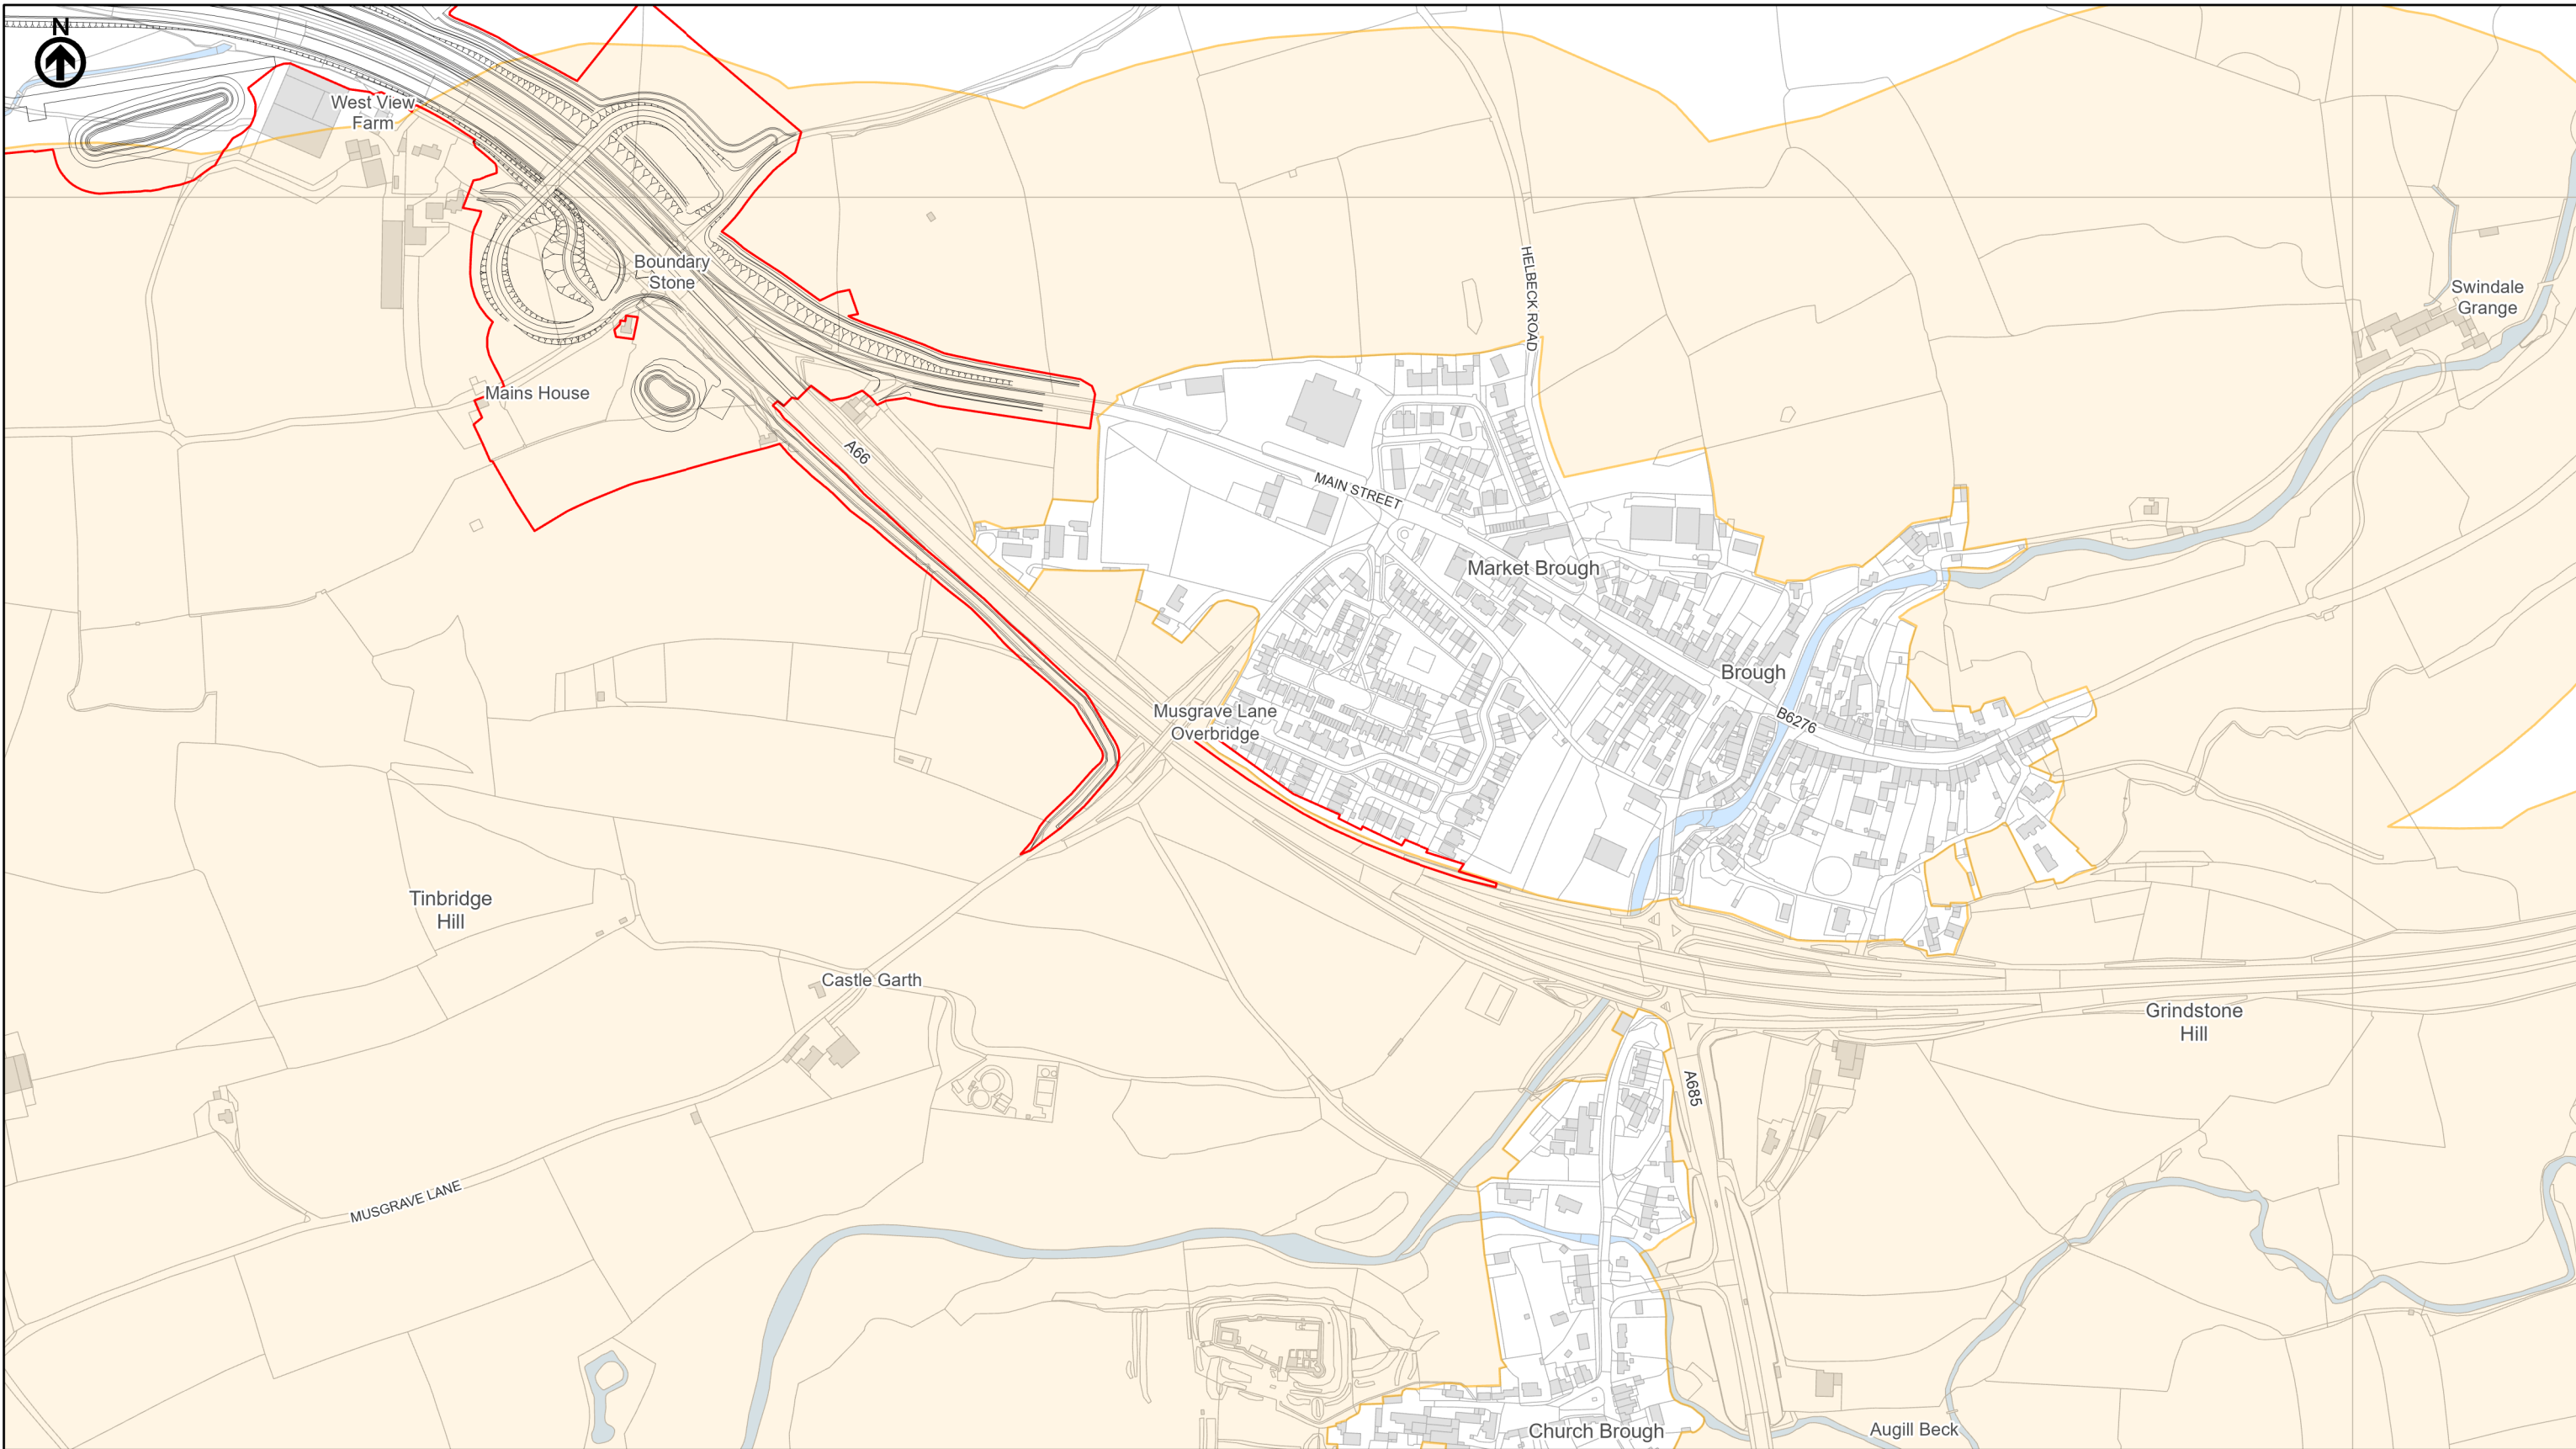 N
West View
Farm
Boundary
Stone
HELBECK ROAD
Swindale
Grange
Mains House
A66
MAIN STREET
Market Brough
Brough
Musgrave Lane
Overbridge
B6276
Tinbridge
Hill
Castle Garth
Grindstone
Hill
A685
MUSGRAVE LANE
Church Brough
Augill Beck